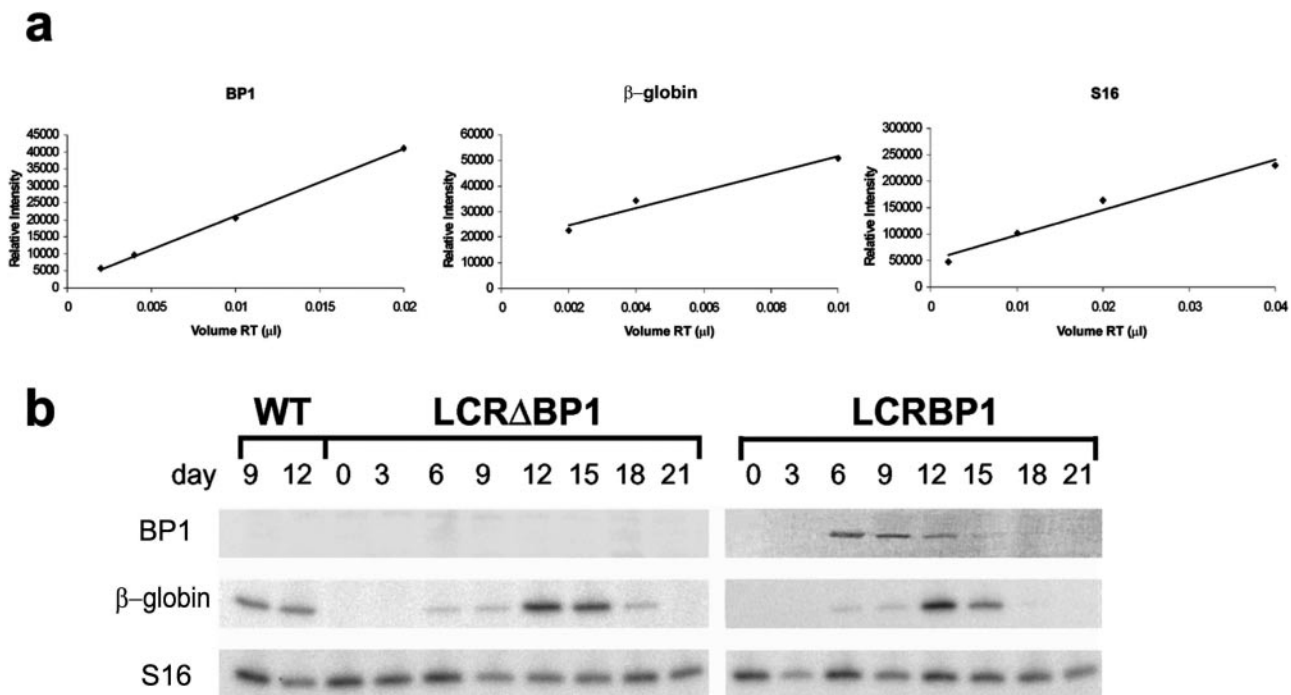 a
BP1
Relative Intensity
45000
40000
35000
30000
25000
20000
15000
10000
5000
0
0
0.005
0.01
0.015
0.02
Volume RT (μl)
β–globin
Relative Intensity
60000
50000
40000
30000
20000
10000
0
0
0.002
0.004
0.006
0.008
0.01
Volume RT (μl)
S16
Relative Intensity
300000
250000
200000
150000
100000
50000
0
0
0.01
0.02
0.03
0.04
Volume RT (μl)
b
WT LCRΔBP1 LCRBP1
day 9 12 0 3 6 9 12 15 18 21 0 3 6 9 12 15 18 21
BP1
β–globin
S16